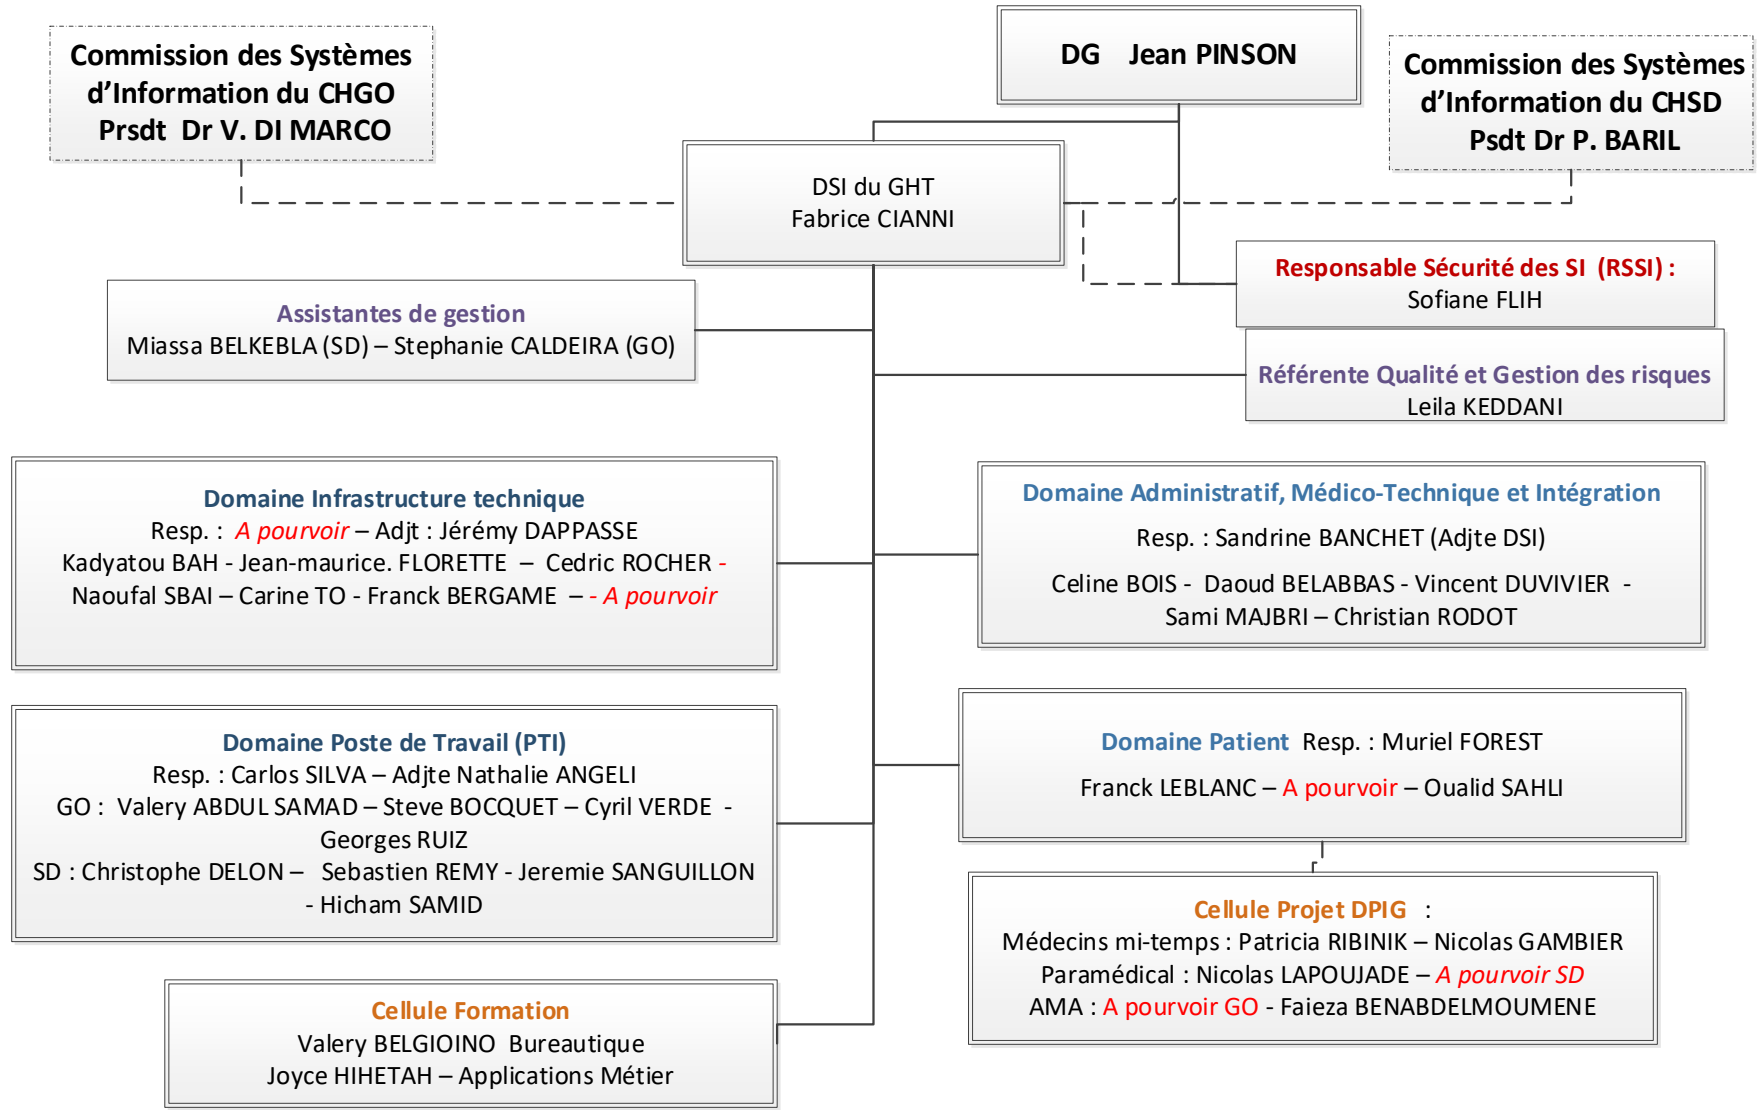 Commission des Systèmes
d'Information du CHGO
Prsdt Dr V. DI MARCO
DG Jean PINSON
Commission des Systèmes
d'Information du CHSD
Psdt Dr P. BARIL
DSI du GHT
Fabrice CIANNI
Responsable Sécurité des SI (RSSI) :
Sofiane FLIH
Assistantes de gestion
Miassa BELKEBLA (SD) – Stephanie CALDEIRA (GO)
Référente Qualité et Gestion des risques
Leila KEDDANI
Domaine Infrastructure technique
Resp. : A pourvoir – Adjt : Jérémy DAPPASSE
Kadyatou BAH - Jean-maurice. FLORETTE – Cedric ROCHER -
Naoufal SBAI – Carine TO - Franck BERGAME – - A pourvoir
Domaine Administratif, Médico-Technique et Intégration
Resp. : Sandrine BANCHET (Adjte DSI)
Celine BOIS - Daoud BELABBAS - Vincent DUVIVIER -
Sami MAJBRI – Christian RODOT
Domaine Poste de Travail (PTI)
Resp. : Carlos SILVA – Adjte Nathalie ANGELI
GO : Valery ABDUL SAMAD – Steve BOCQUET – Cyril VERDE -
Georges RUIZ
SD : Christophe DELON – Sebastien REMY - Jeremie SANGUILLON
- Hicham SAMID
Domaine Patient Resp. : Muriel FOREST
Franck LEBLANC – A pourvoir – Oualid SAHLI
Cellule Projet DPIG :
Médecins mi-temps : Patricia RIBINIK – Nicolas GAMBIER
Paramédical : Nicolas LAPOUJADE – A pourvoir SD
AMA : A pourvoir GO - Faieza BENABDELMOUMENE
Cellule Formation
Valery BELGIOINO Bureautique
Joyce HIHETAH – Applications Métier